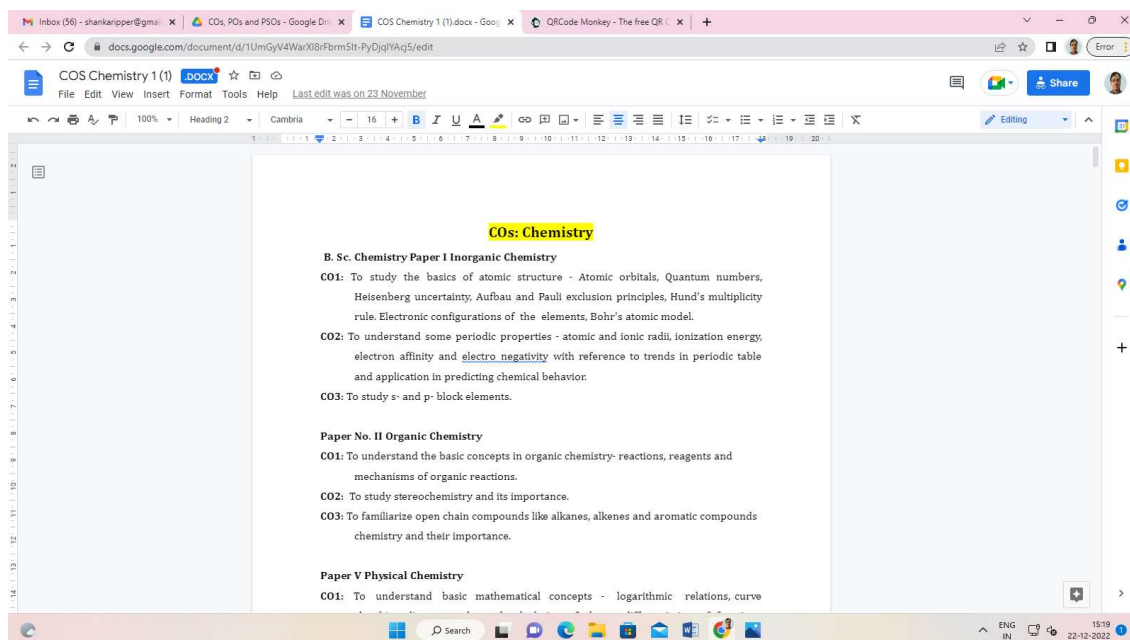 Inbox (56) - shankaripper@gmai
COs, POs and PSOs - Google Dri
COS Chemistry 1 (1).docx - Goog
QRCode Monkey - The free QR C
docs.google.com/document/d/1UmGyV4WarXl8rFbrm5lt-PyDjqlYAcj5/edit
Error
COS Chemistry 1 (1) .DOCX
File Edit View Insert Format Tools Help Last edit was on 23 November
Share
100% Heading 2 Cambria - 16 + B I U A
Editing
COs: Chemistry
B. Sc. Chemistry Paper I Inorganic Chemistry
CO1: To study the basics of atomic structure - Atomic orbitals, Quantum numbers,
Heisenberg uncertainty, Aufbau and Pauli exclusion principles, Hund's multiplicity
rule. Electronic configurations of the elements, Bohr's atomic model.
CO2: To understand some periodic properties - atomic and ionic radii, ionization energy,
electron affinity and electro negativity with reference to trends in periodic table
and application in predicting chemical behavior.
CO3: To study s- and p- block elements.
Paper No. II Organic Chemistry
CO1: To understand the basic concepts in organic chemistry- reactions, reagents and
mechanisms of organic reactions.
CO2: To study stereochemistry and its importance.
CO3: To familiarize open chain compounds like alkanes, alkenes and aromatic compounds
chemistry and their importance.
Paper V Physical Chemistry
CO1: To understand basic mathematical concepts - logarithmic relations, curve
Search
ENG
IN
15:19
22-12-2022